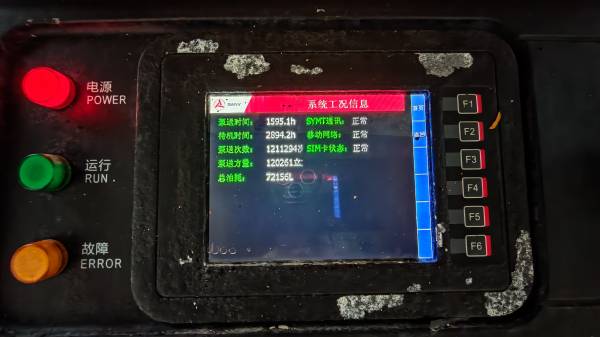 电源
POWER
运行
RUN
故障
ERROR
SANY
系统工况信息
泵送时间: 1595.1h SYMT通讯: 正常
待机时间: 2894.2h 移动网络: 正常
泵送次数: 1211294次 SIM卡状态: 正常
泵送方量: 120261立
总油耗: 72156L
首页
F1
F2
F3
F4
F5
F6